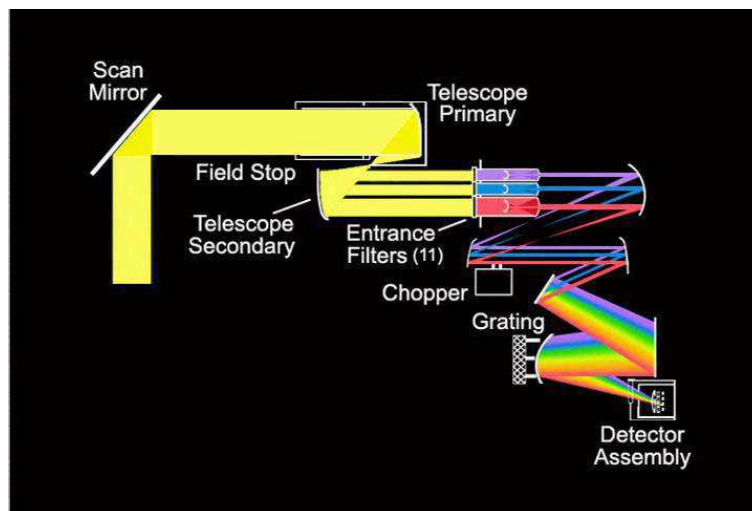 Scan
Mirror
Telescope
Primary
Field Stop
Telescope
Secondary
Entrance
Filters (11)
Chopper
Grating
Detector
Assembly